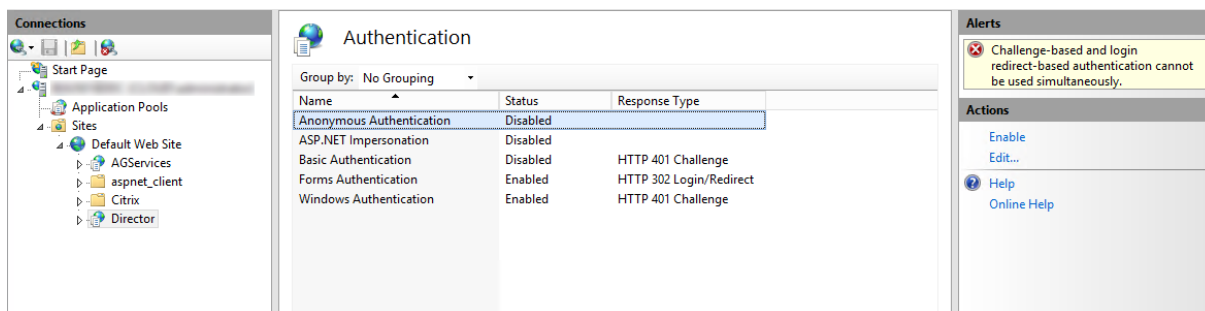 Connections
Start Page
Application Pools
Sites
Default Web Site
AGServices
aspnet_client
Citrix
Director
Authentication
Group by: No Grouping
Name Status Response Type
Anonymous Authentication Disabled
ASP.NET Impersonation Disabled
Basic Authentication Disabled HTTP 401 Challenge
Forms Authentication Enabled HTTP 302 Login/Redirect
Windows Authentication Enabled HTTP 401 Challenge
Alerts
Challenge-based and login
redirect-based authentication cannot
be used simultaneously.
Actions
Enable
Edit...
Help
Online Help